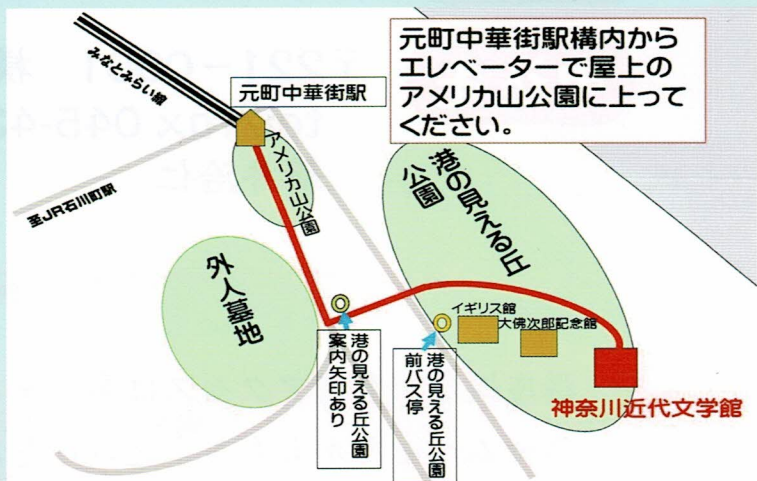 元町中華街駅構内から
エレベーターで屋上の
アメリカ山公園に上って
ください。
みなとみらい線
元町中華街駅
アメリカ山公園
至JR石川町駅
港の見える丘
公園
外人墓地
イギリス館
大佛次郎記念館
港の見える丘公園
案内矢印あり
港の見える丘公園
前バス停
神奈川近代文学館